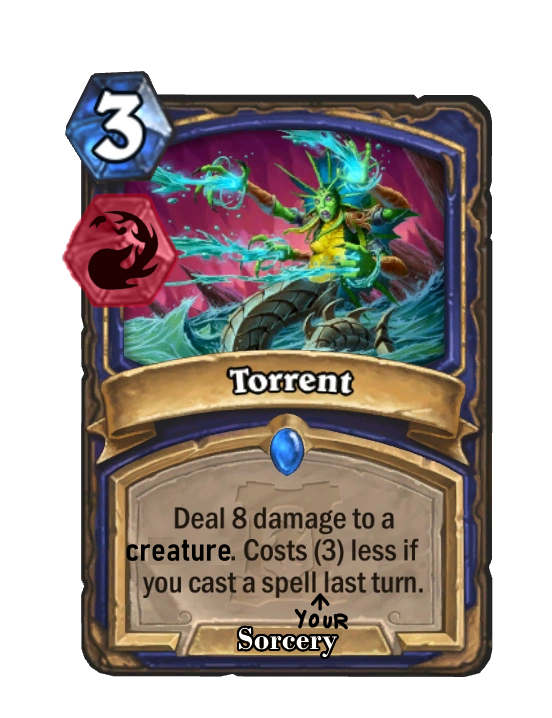 3
Torrent
Deal 8 damage to a
creature. Costs (3) less if
you cast a spell last turn.
YOUR
Sorcery